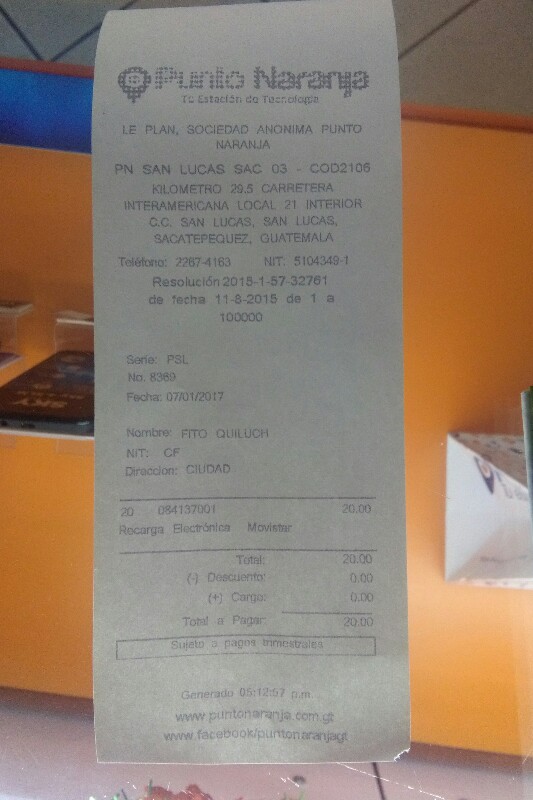 Punto Naranja
Tu Estación de Tecnología
LE PLAN, SOCIEDAD ANONIMA PUNTO
NARANJA
PN SAN LUCAS SAC 03 - COD2106
KILOMETRO 29.5 CARRETERA
INTERAMERICANA LOCAL 21 INTERIOR
C.C. SAN LUCAS, SAN LUCAS,
SACATEPEQUEZ, GUATEMALA
Teléfono: 2267-4163 NIT: 5104349-1
Resolución 2015-1-57-32761
de fecha 11-8-2015 de 1 a
100000
Serie: PSL
No. 8369
Fecha: 07/01/2017
Nombre: FITO QUILUCH
NIT: CF
Direccion: CIUDAD
20 084137001 20.00
Recarga Electrónica Movistar
Total: 20.00
(-) Descuento: 0.00
(+) Cargo: 0.00
Total a Pagar: 20.00
Sujeto a pagos trimestrales
Generado 05:12:57 p.m.
www.puntonaranja.com.gt
www.facebook/puntonaranjagt
SKY